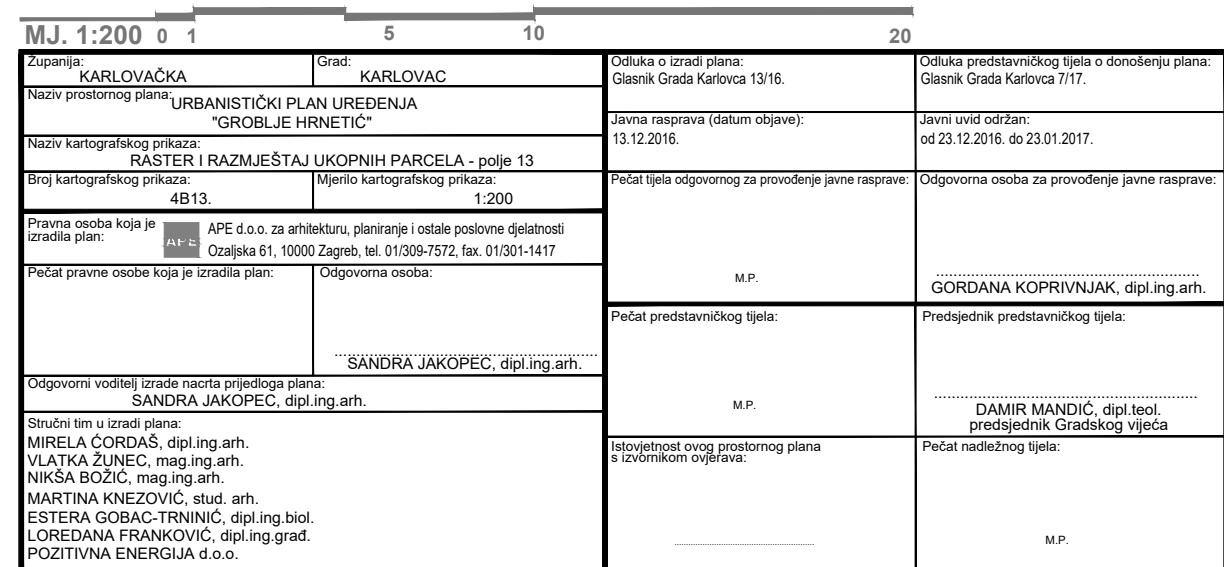 MJ. 1:200 0 1 5 10 20
Županija:
KARLOVAČKA
Grad:
KARLOVAC
Naziv prostornog plana:
URBANISTIČKI PLAN UREĐENJA
"GROBLJE HRNETIĆ"
Naziv kartografskog prikaza:
RASTER I RAZMJEŠTAJ UKOPNIH PARCELA - polje 13
Broj kartografskog prikaza:
4B13.
Mjerilo kartografskog prikaza:
1:200
Pravna osoba koja je
izradila plan:
APE
APE d.o.o. za arhitekturu, planiranje i ostale poslovne djelatnosti
Ozaljska 61, 10000 Zagreb, tel. 01/309-7572, fax. 01/301-1417
Pečat pravne osobe koja je izradila plan:
Odgovorna osoba:
SANDRA JAKOPEC, dipl.ing.arh.
Odgovorni voditelj izrade nacrta prijedloga plana:
SANDRA JAKOPEC, dipl.ing.arh.
Stručni tim u izradi plana:
MIRELA ĆORDAŠ, dipl.ing.arh.
VLATKA ŽUNEC, mag.ing.arh.
NIKŠA BOŽIĆ, mag.ing.arh.
MARTINA KNEZOVIĆ, stud. arh.
ESTERA GOBAC-TRNINIĆ, dipl.ing.biol.
LOREDANA FRANKOVIĆ, dipl.ing.građ.
POZITIVNA ENERGIJA d.o.o.
Odluka o izradi plana:
Glasnik Grada Karlovca 13/16.
Odluka predstavničkog tijela o donošenju plana:
Glasnik Grada Karlovca 7/17.
Javna rasprava (datum objave):
13.12.2016.
Javni uvid održan:
od 23.12.2016. do 23.01.2017.
Pečat tijela odgovornog za provođenje javne rasprave:
M.P.
Odgovorna osoba za provođenje javne rasprave:
GORDANA KOPRIVNJAK, dipl.ing.arh.
Pečat predstavničkog tijela:
M.P.
Predsjednik predstavničkog tijela:
DAMIR MANDIĆ, dipl.teol.
predsjednik Gradskog vijeća
Istovjetnost ovog prostornog plana
s izvornikom ovjerava:
Pečat nadležnog tijela:
M.P.